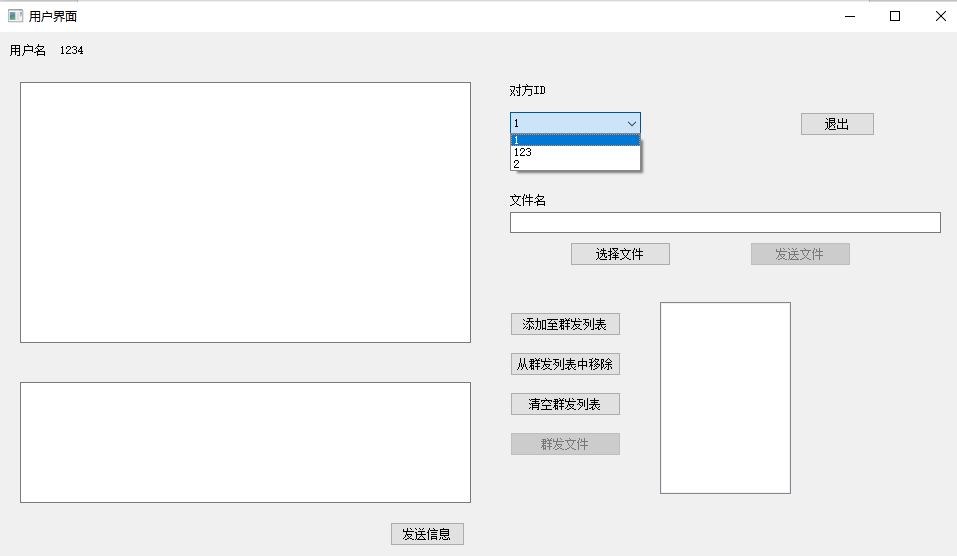 用户界面
用户名 1234
对方ID
1
1
123
2
退出
文件名
选择文件
发送文件
添加至群发列表
从群发列表中移除
清空群发列表
群发文件
发送信息